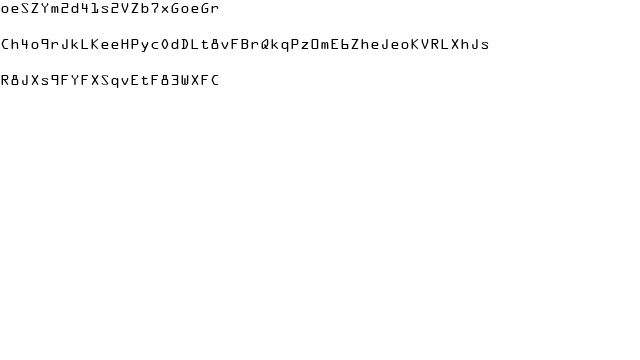 oeSZYm2d41s2VZb7xGoeGr
Ch4o9rJkLKeeHPyc0dDLt8vFBrQkqPzOmE6ZheJeoKVRLXhJs
R8JXs9FYFXSqvEtF83WXFC